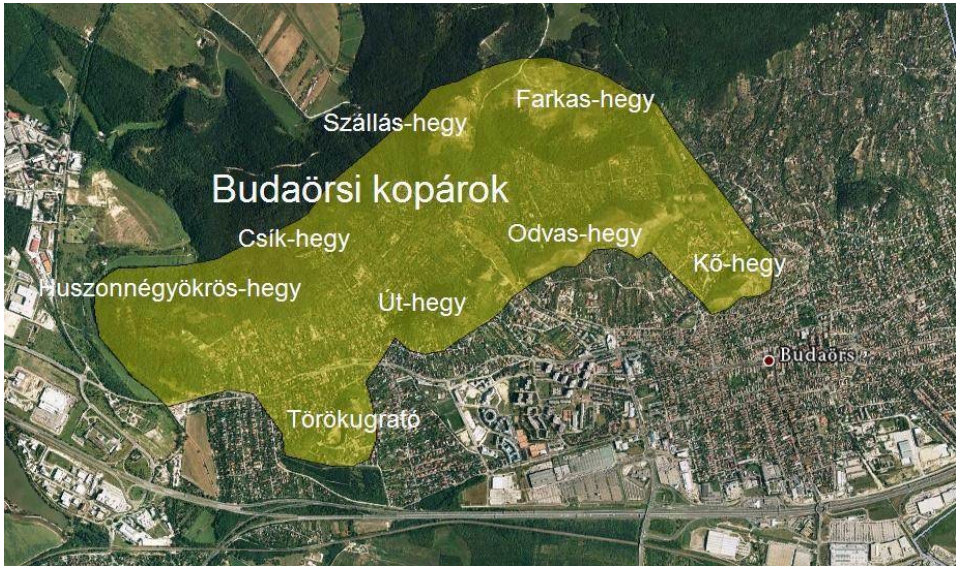 Farkas-hegy
Szállás-hegy
Budaörsi kopárok
Csík-hegy
Odvas-hegy
Kő-hegy
Huszonnégyökrös-hegy
Út-hegy
Budaörs
Törökugrató